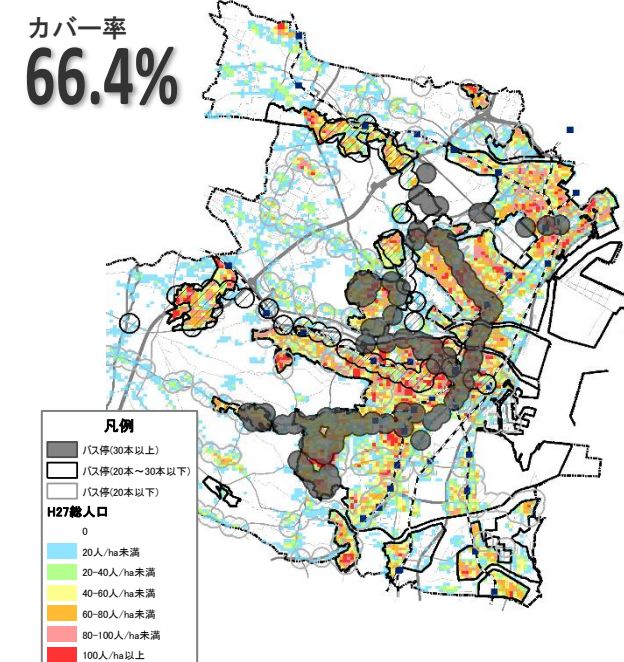 カバー率
66.4%
凡例
バス停(30本以上)
バス停(20本～30本以下)
バス停(20本以下)
H27総人口
0
20人/ha未満
20-40人/ha未満
40-60人/ha未満
60-80人/ha未満
80-100人/ha未満
100人/ha以上